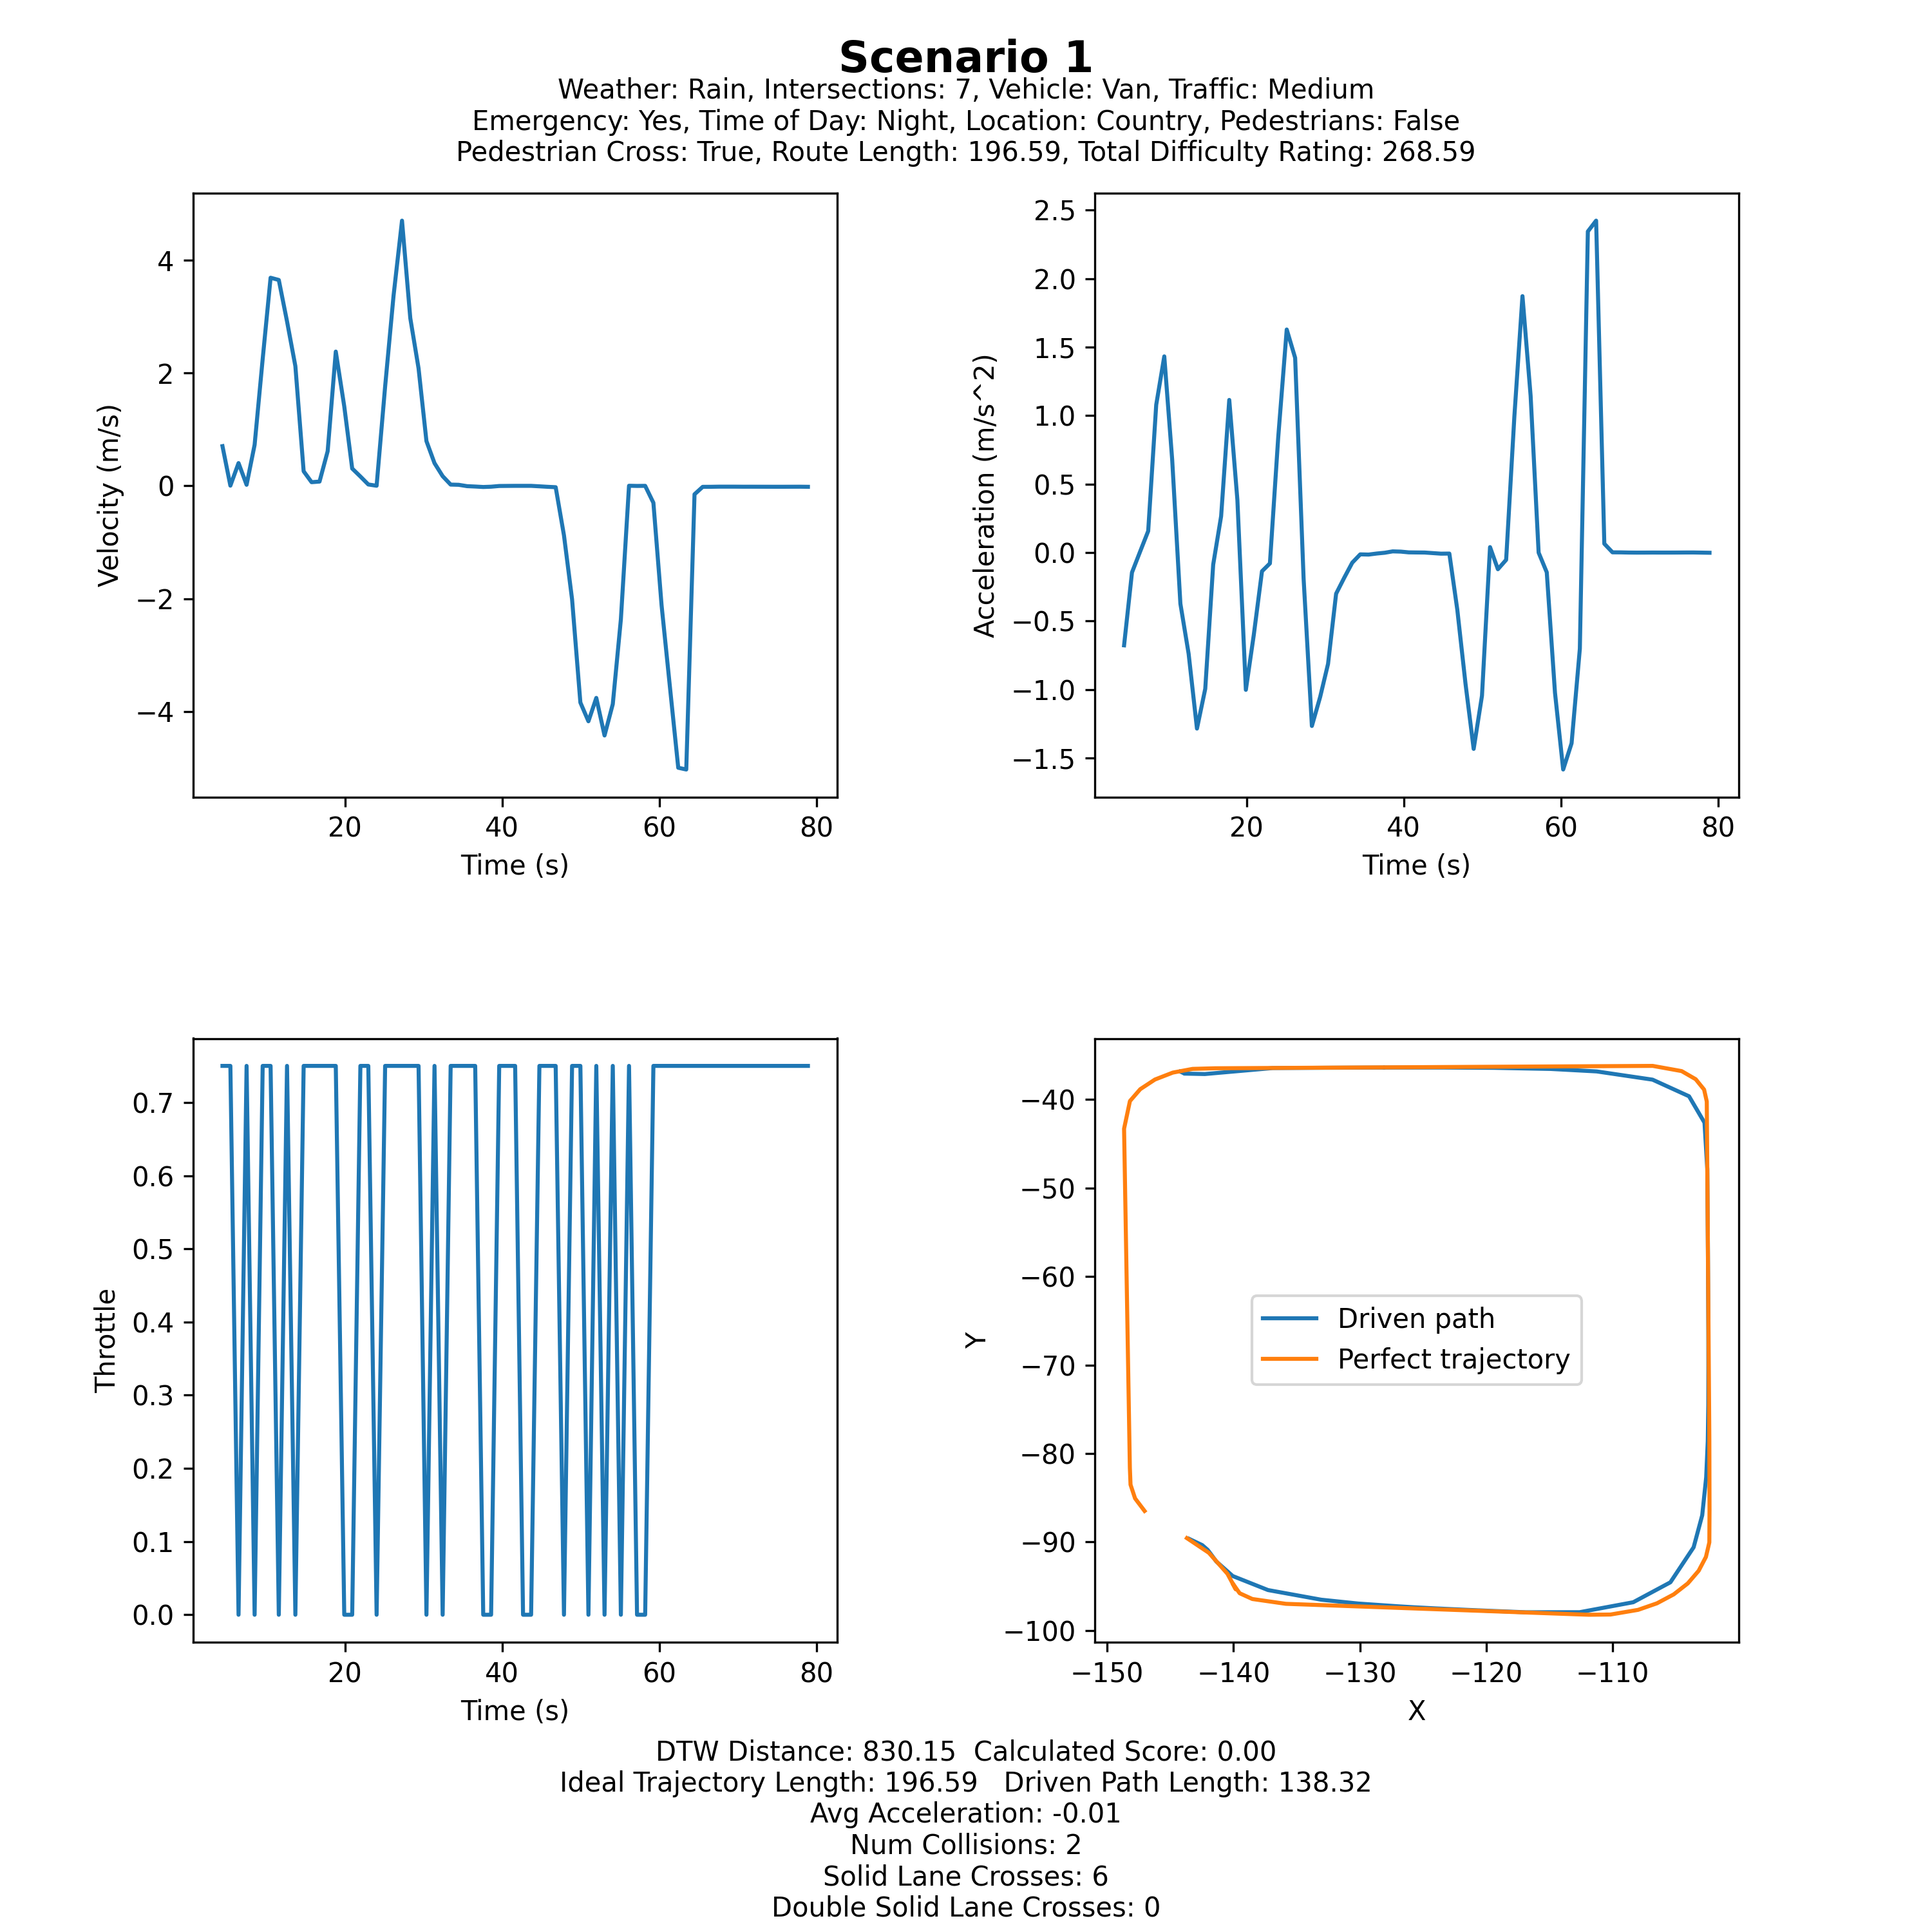 Scenario 1
Weather: Rain, Intersections: 7, Vehicle: Van, Traffic: Medium
Emergency: Yes, Time of Day: Night, Location: Country, Pedestrians: False
Pedestrian Cross: True, Route Length: 196.59, Total Difficulty Rating: 268.59
Velocity (m/s)
4
2
0
−2
−4
20 40 60 80
Time (s)
Acceleration (m/s^2)
2.5
2.0
1.5
1.0
0.5
0.0
−0.5
−1.0
−1.5
20 40 60 80
Time (s)
Throttle
0.7
0.6
0.5
0.4
0.3
0.2
0.1
0.0
20 40 60 80
Time (s)
Y
−40
−50
−60
−70
−80
−90
−100
Driven path
Perfect trajectory
−150 −140 −130 −120 −110
X
DTW Distance: 830.15 Calculated Score: 0.00
Ideal Trajectory Length: 196.59 Driven Path Length: 138.32
Avg Acceleration: -0.01
Num Collisions: 2
Solid Lane Crosses: 6
Double Solid Lane Crosses: 0